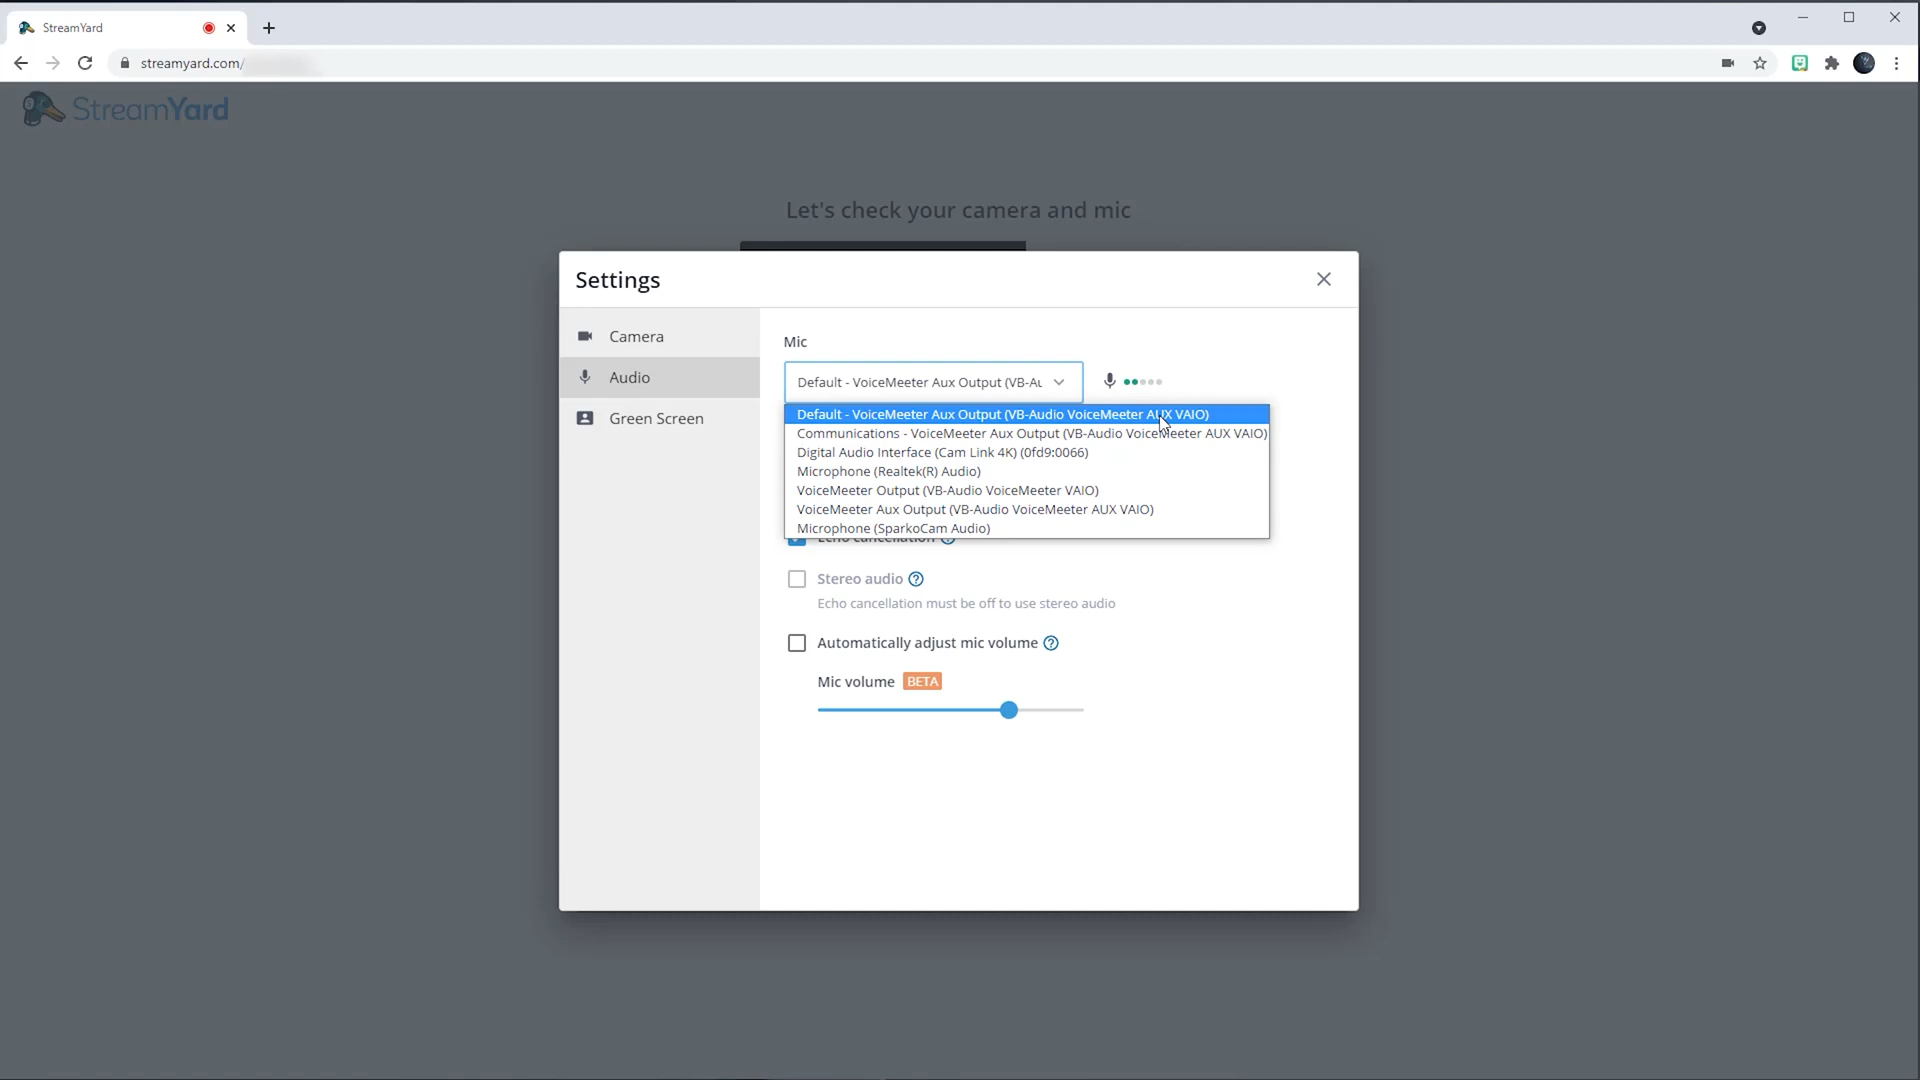 StreamYard
streamyard.com/
StreamYard
Let's check your camera and mic
Settings
Camera
Audio
Green Screen
Mic
Default - VoiceMeeter Aux Output (VB-Au
Default - VoiceMeeter Aux Output (VB-Audio VoiceMeeter AUX VAIO)
Communications - VoiceMeeter Aux Output (VB-Audio VoiceMeeter AUX VAIO)
Digital Audio Interface (Cam Link 4K) (0fd9:0066)
Microphone (Realtek(R) Audio)
VoiceMeeter Output (VB-Audio VoiceMeeter VAIO)
VoiceMeeter Aux Output (VB-Audio VoiceMeeter AUX VAIO)
Microphone (SparkoCam Audio)
Echo cancellation
Stereo audio
Echo cancellation must be off to use stereo audio
Automatically adjust mic volume
Mic volume BETA